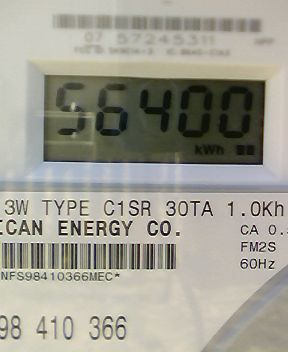 07 57245311
56400
kWh
3W TYPE C1SR 30TA 1.0Kh
ICAN ENERGY CO.
CA 0.
FM2S
60Hz
NFS98410366MEC*
98 410 366